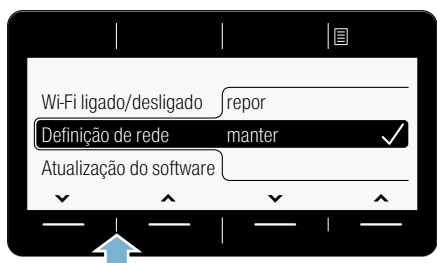 Wi-Fi ligado/desligado repor
Definição de rede manter
Atualização do software